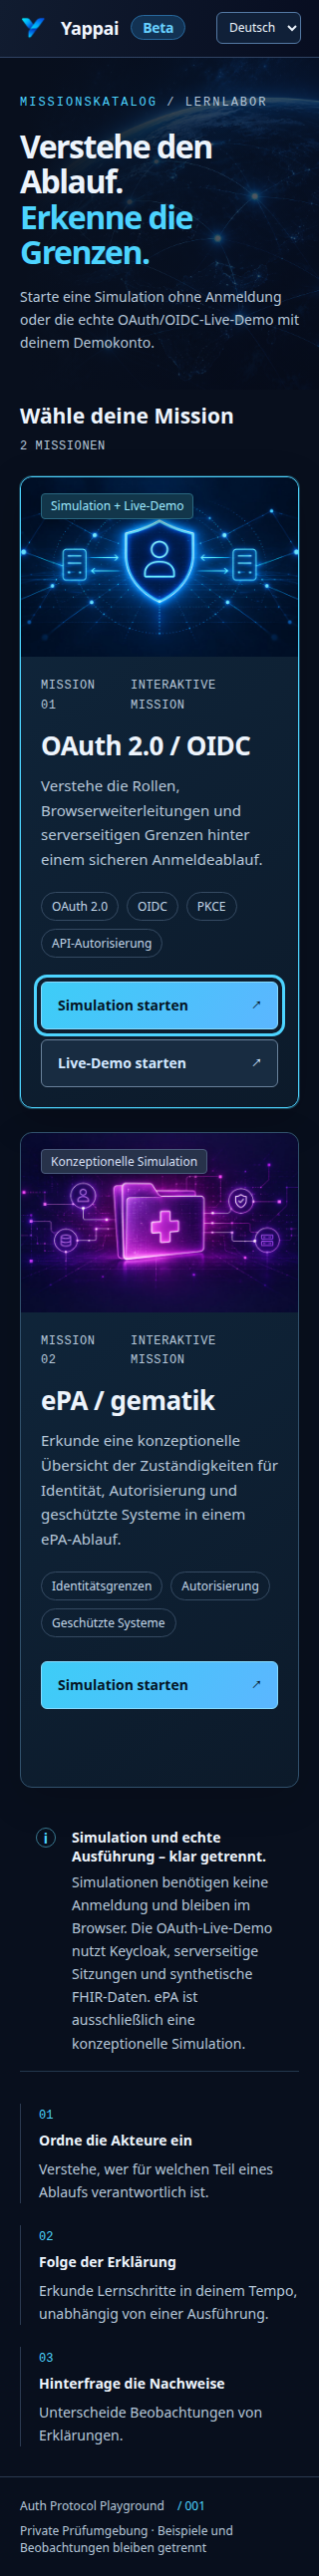 Yappai Beta Deutsch
MISSIONSKATALOG / LERNLABOR
Verstehe den
Ablauf.
Erkenne die
Grenzen.
Starte eine Simulation ohne Anmeldung
oder die echte OAuth/OIDC-Live-Demo mit
deinem Demokonto.
Wähle deine Mission
2 MISSIONEN
Simulation + Live-Demo
MISSION INTERAKTIVE
01 MISSION
OAuth 2.0 / OIDC
Verstehe die Rollen,
Browserweiterleitungen und
serverseitigen Grenzen hinter
einem sicheren Anmeldeablauf.
OAuth 2.0 OIDC PKCE
API-Autorisierung
Simulation starten ↗
Live-Demo starten ↗
Konzeptionelle Simulation
MISSION INTERAKTIVE
02 MISSION
ePA / gematik
Erkunde eine konzeptionelle
Übersicht der Zuständigkeiten für
Identität, Autorisierung und
geschützte Systeme in einem
ePA-Ablauf.
Identitätsgrenzen Autorisierung
Geschützte Systeme
Simulation starten ↗
i Simulation und echte
Ausführung – klar getrennt.
Simulationen benötigen keine
Anmeldung und bleiben im
Browser. Die OAuth-Live-Demo
nutzt Keycloak, serverseitige
Sitzungen und synthetische
FHIR-Daten. ePA ist
ausschließlich eine
konzeptionelle Simulation.
01
Ordne die Akteure ein
Verstehe, wer für welchen Teil eines
Ablaufs verantwortlich ist.
02
Folge der Erklärung
Erkunde Lernschritte in deinem Tempo,
unabhängig von einer Ausführung.
03
Hinterfrage die Nachweise
Unterscheide Beobachtungen von
Erklärungen.
Auth Protocol Playground / 001
Private Prüfumgebung · Beispiele und
Beobachtungen bleiben getrennt